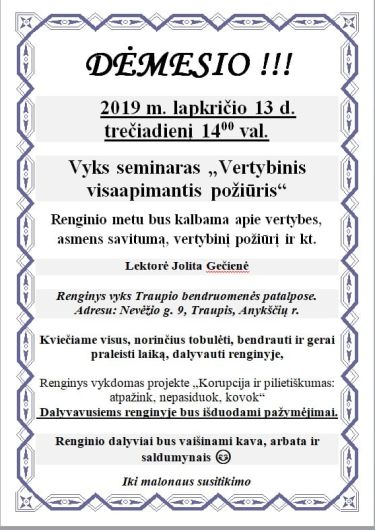 DĖMESIO !!!
2019 m. lapkričio 13 d.
trečiadienį 14⁰⁰ val.
Vyks seminaras „Vertybinis
visaapimantis požiūris“
Renginio metu bus kalbama apie vertybes,
asmens savitumą, vertybinį požiūrį ir kt.
Lektorė Jolita Gečienė
Renginys vyks Traupio bendruomenės patalpose.
Adresu: Nevėžio g. 9, Traupis, Anykščių r.
Kviečiame visus, norinčius tobulėti, bendrauti ir gerai
praleisti laiką, dalyvauti renginyje,
Renginys vykdomas projekte „Korupcija ir pilietiškumas:
atpažink, nepasiduok, kovok“
Dalyvavusiems renginyje bus išduodami pažymėjimai.
Renginio dalyviai bus vaišinami kava, arbata ir
saldumynais 😋
Iki malonaus susitikimo